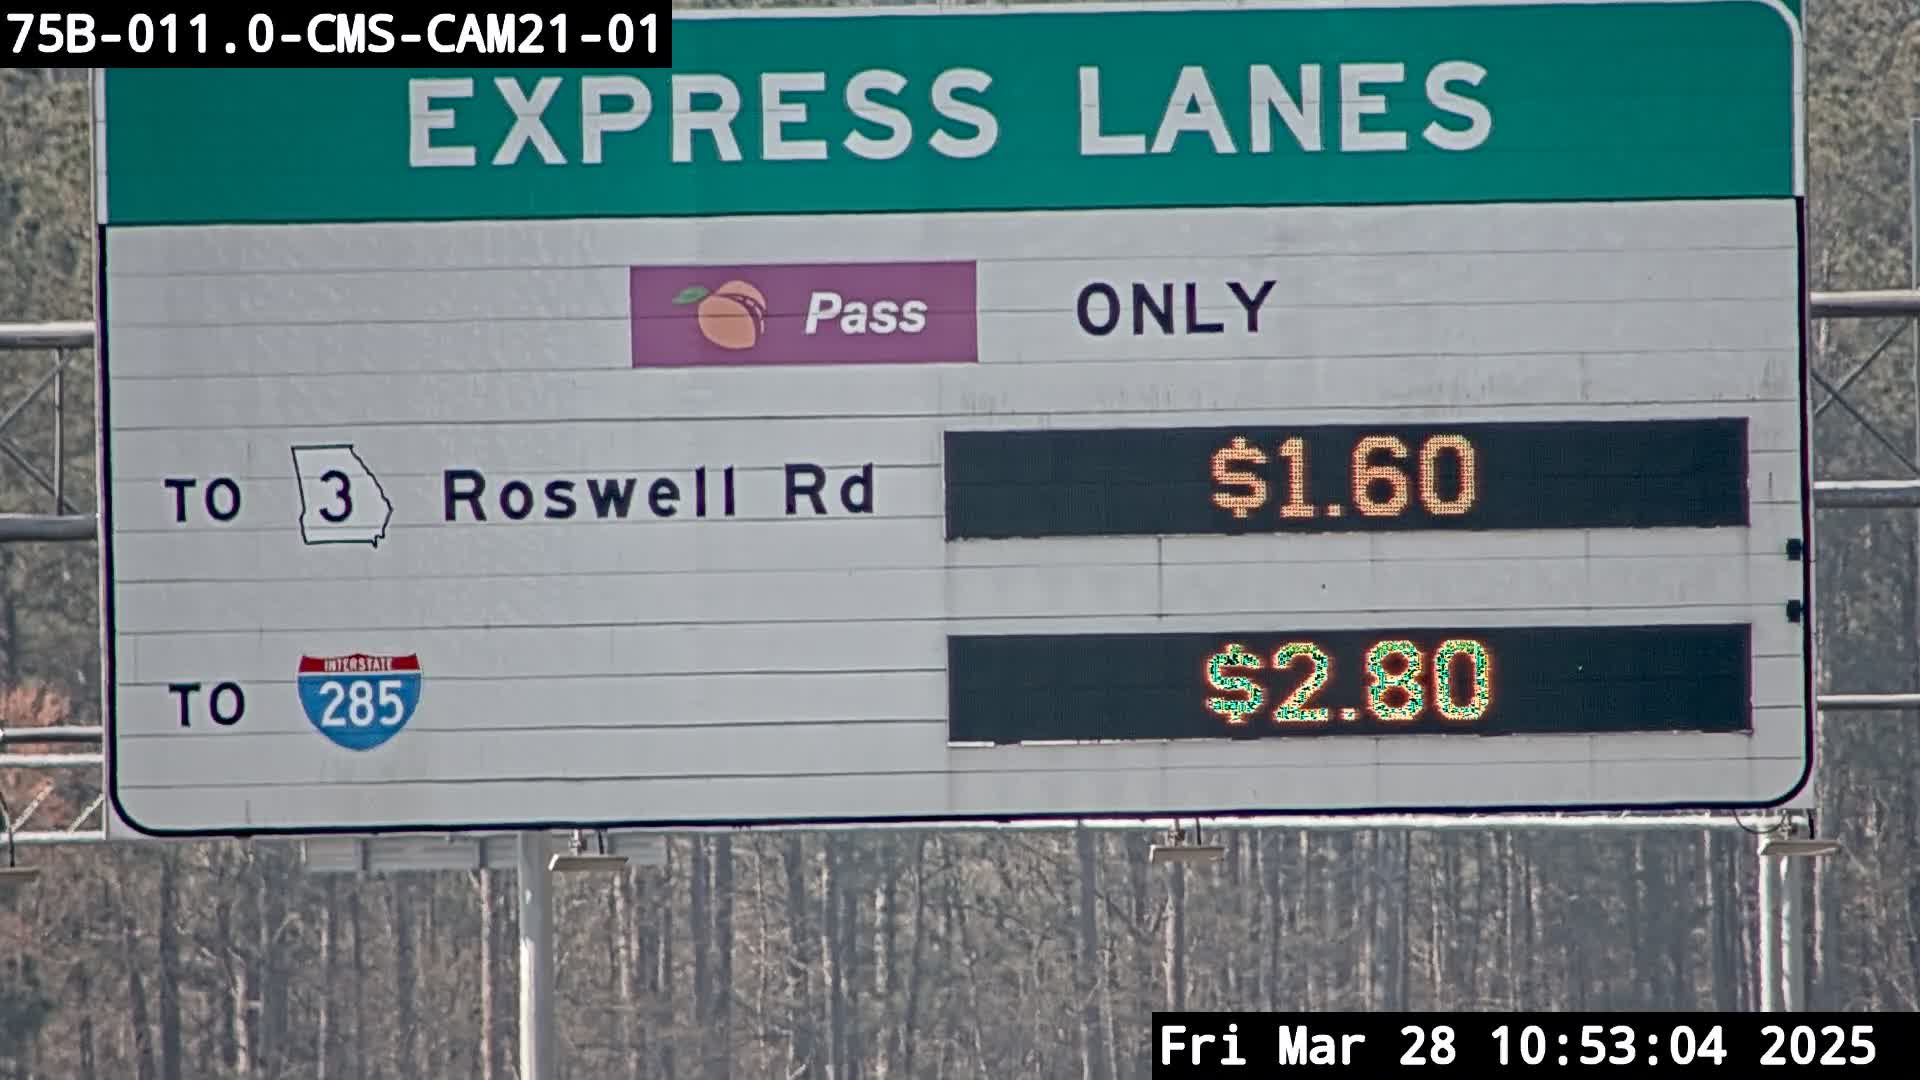 75B-011.0-CMS-CAM21-01
EXPRESS LANES
Pass ONLY
TO 3 Roswell Rd $1.60
INTERSTATE
TO 285 $2.80
Fri Mar 28 10:53:04 2025